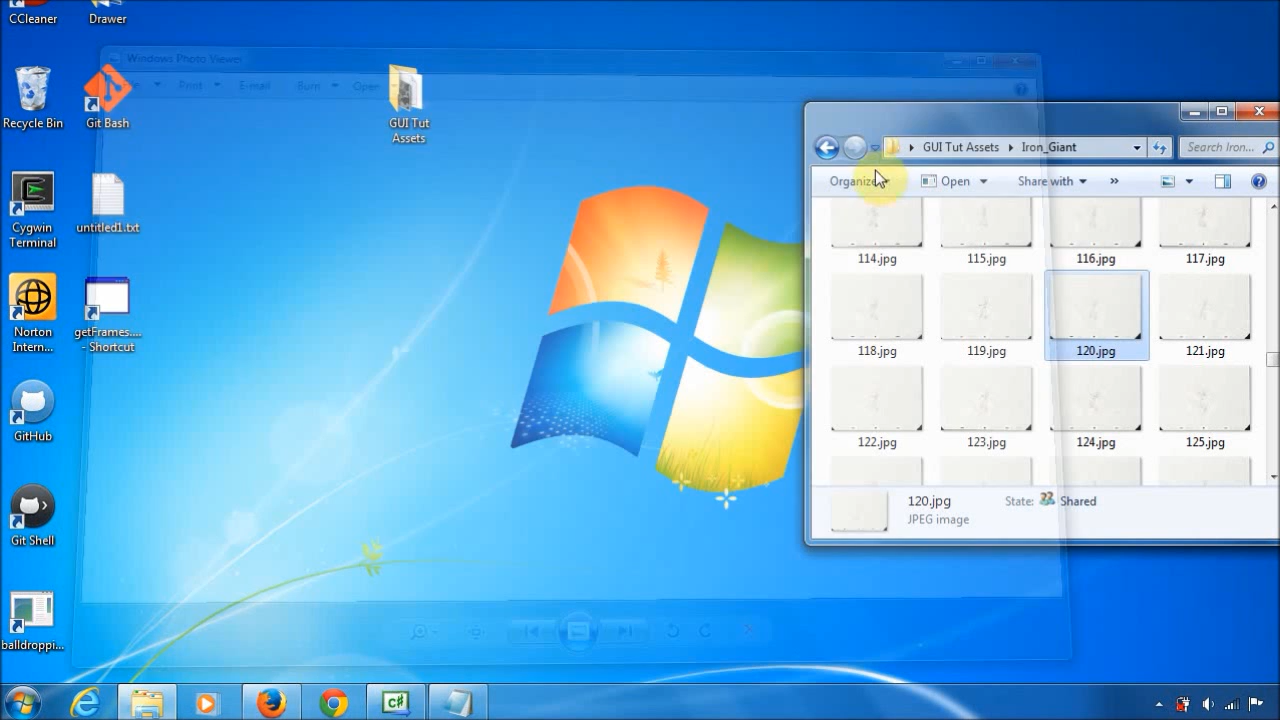 CCleaner
Drawer
Windows Photo Viewer
Print
E-mail
Burn
Open
Recycle Bin
Git Bash
GUI Tut
Assets
GUI Tut Assets
Iron_Giant
Search Iron...
Organize
Open
Share with
»
Cygwin
Terminal
untitled1.txt
114.jpg
115.jpg
116.jpg
117.jpg
Norton
Intern...
getFrames....
- Shortcut
118.jpg
119.jpg
120.jpg
121.jpg
GitHub
122.jpg
123.jpg
124.jpg
125.jpg
120.jpg
State:
Shared
JPEG image
Git Shell
balldroppi...
C#